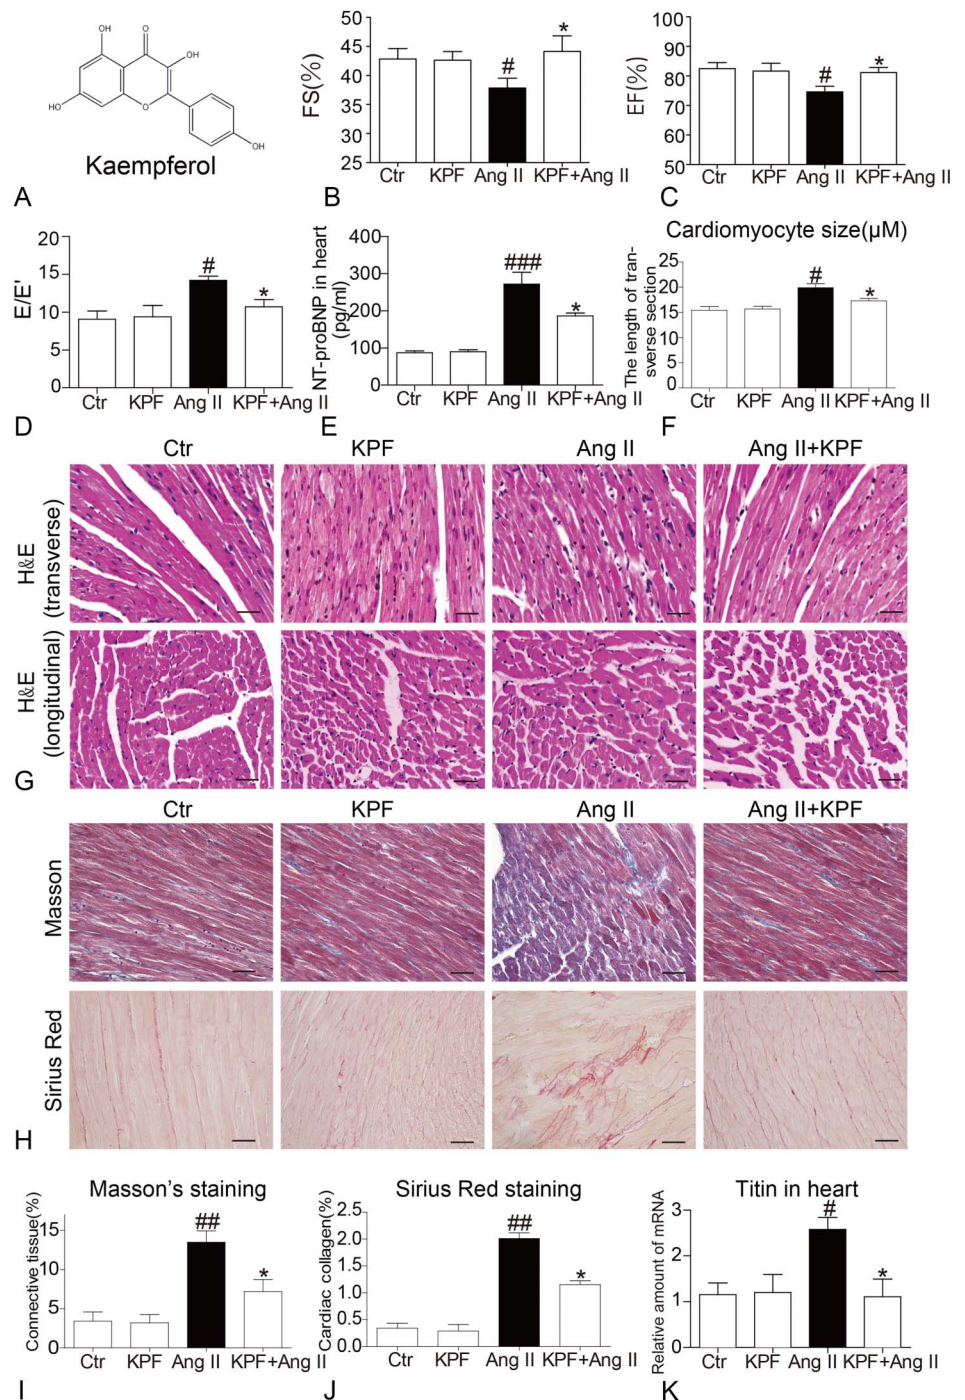 OH
O
OH
HO
O
OH
Kaempferol
A
FS(%)
45
40
35
30
25
#
*
Ctr
KPF
Ang II
KPF+Ang II
B
EF(%)
100
90
80
70
60
50
#
*
Ctr
KPF
Ang II
KPF+Ang II
C
E/E'
20
15
10
5
0
#
*
Ctr
KPF
Ang II
KPF+Ang II
D
NT-proBNP in heart
(pg/ml)
400
300
200
100
0
###
*
Ctr
KPF
Ang II
KPF+Ang II
E
Cardiomyocyte size(μM)
The length of tran-
sverse section
25
20
15
10
5
0
#
*
Ctr
KPF
Ang II
KPF+Ang II
F
Ctr
KPF
Ang II
Ang II+KPF
H&E
(transverse)
H&E
(longitudinal)
G
Ctr
KPF
Ang II
Ang II+KPF
Masson
Sirius Red
H
Masson's staining
Connective tissue(%)
15
10
5
0
##
*
Ctr
KPF
Ang II
KPF+Ang II
I
Sirius Red staining
Cardiac collagen(%)
2.5
2.0
1.5
1.0
0.5
0.0
##
*
Ctr
KPF
Ang II
KPF+Ang II
J
Titin in heart
Relative amount of mRNA
3
2
1
0
#
*
Ctr
KPF
Ang II
KPF+Ang II
K